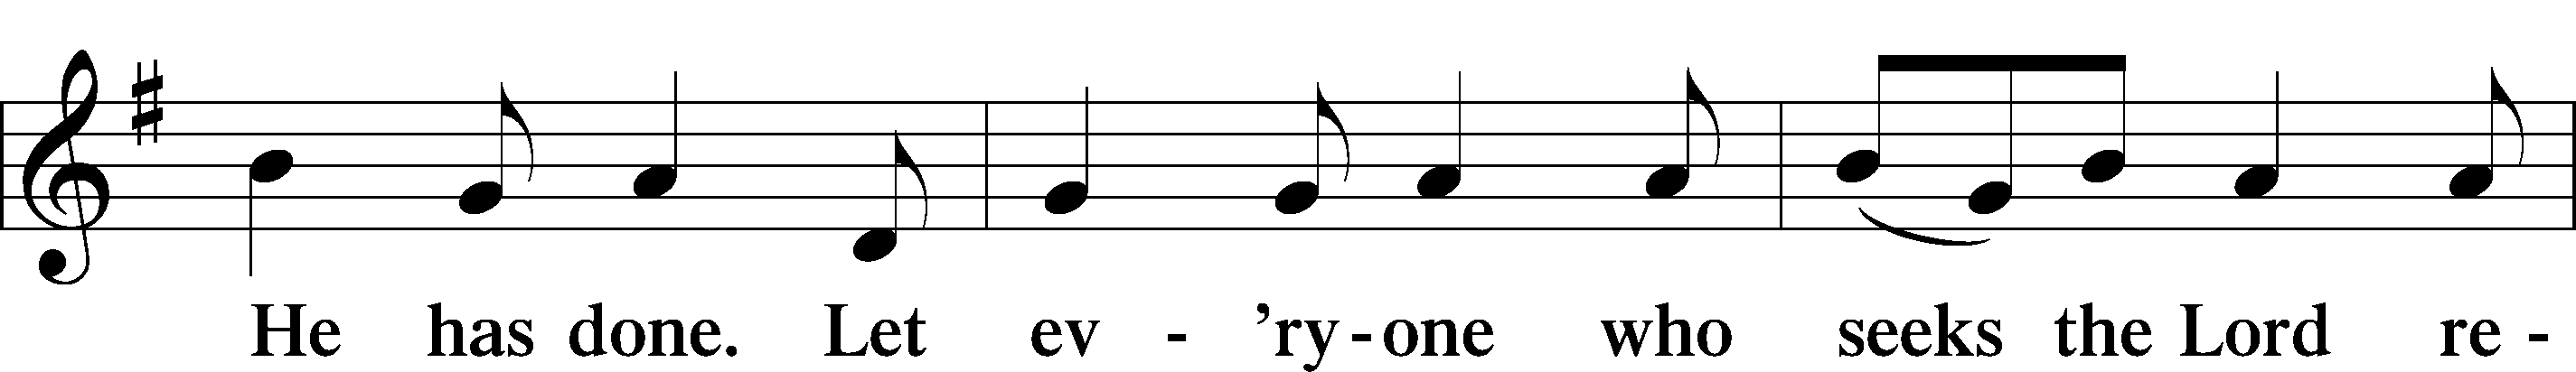 He has done. Let ev - ’ry - one who seeks the Lord re -